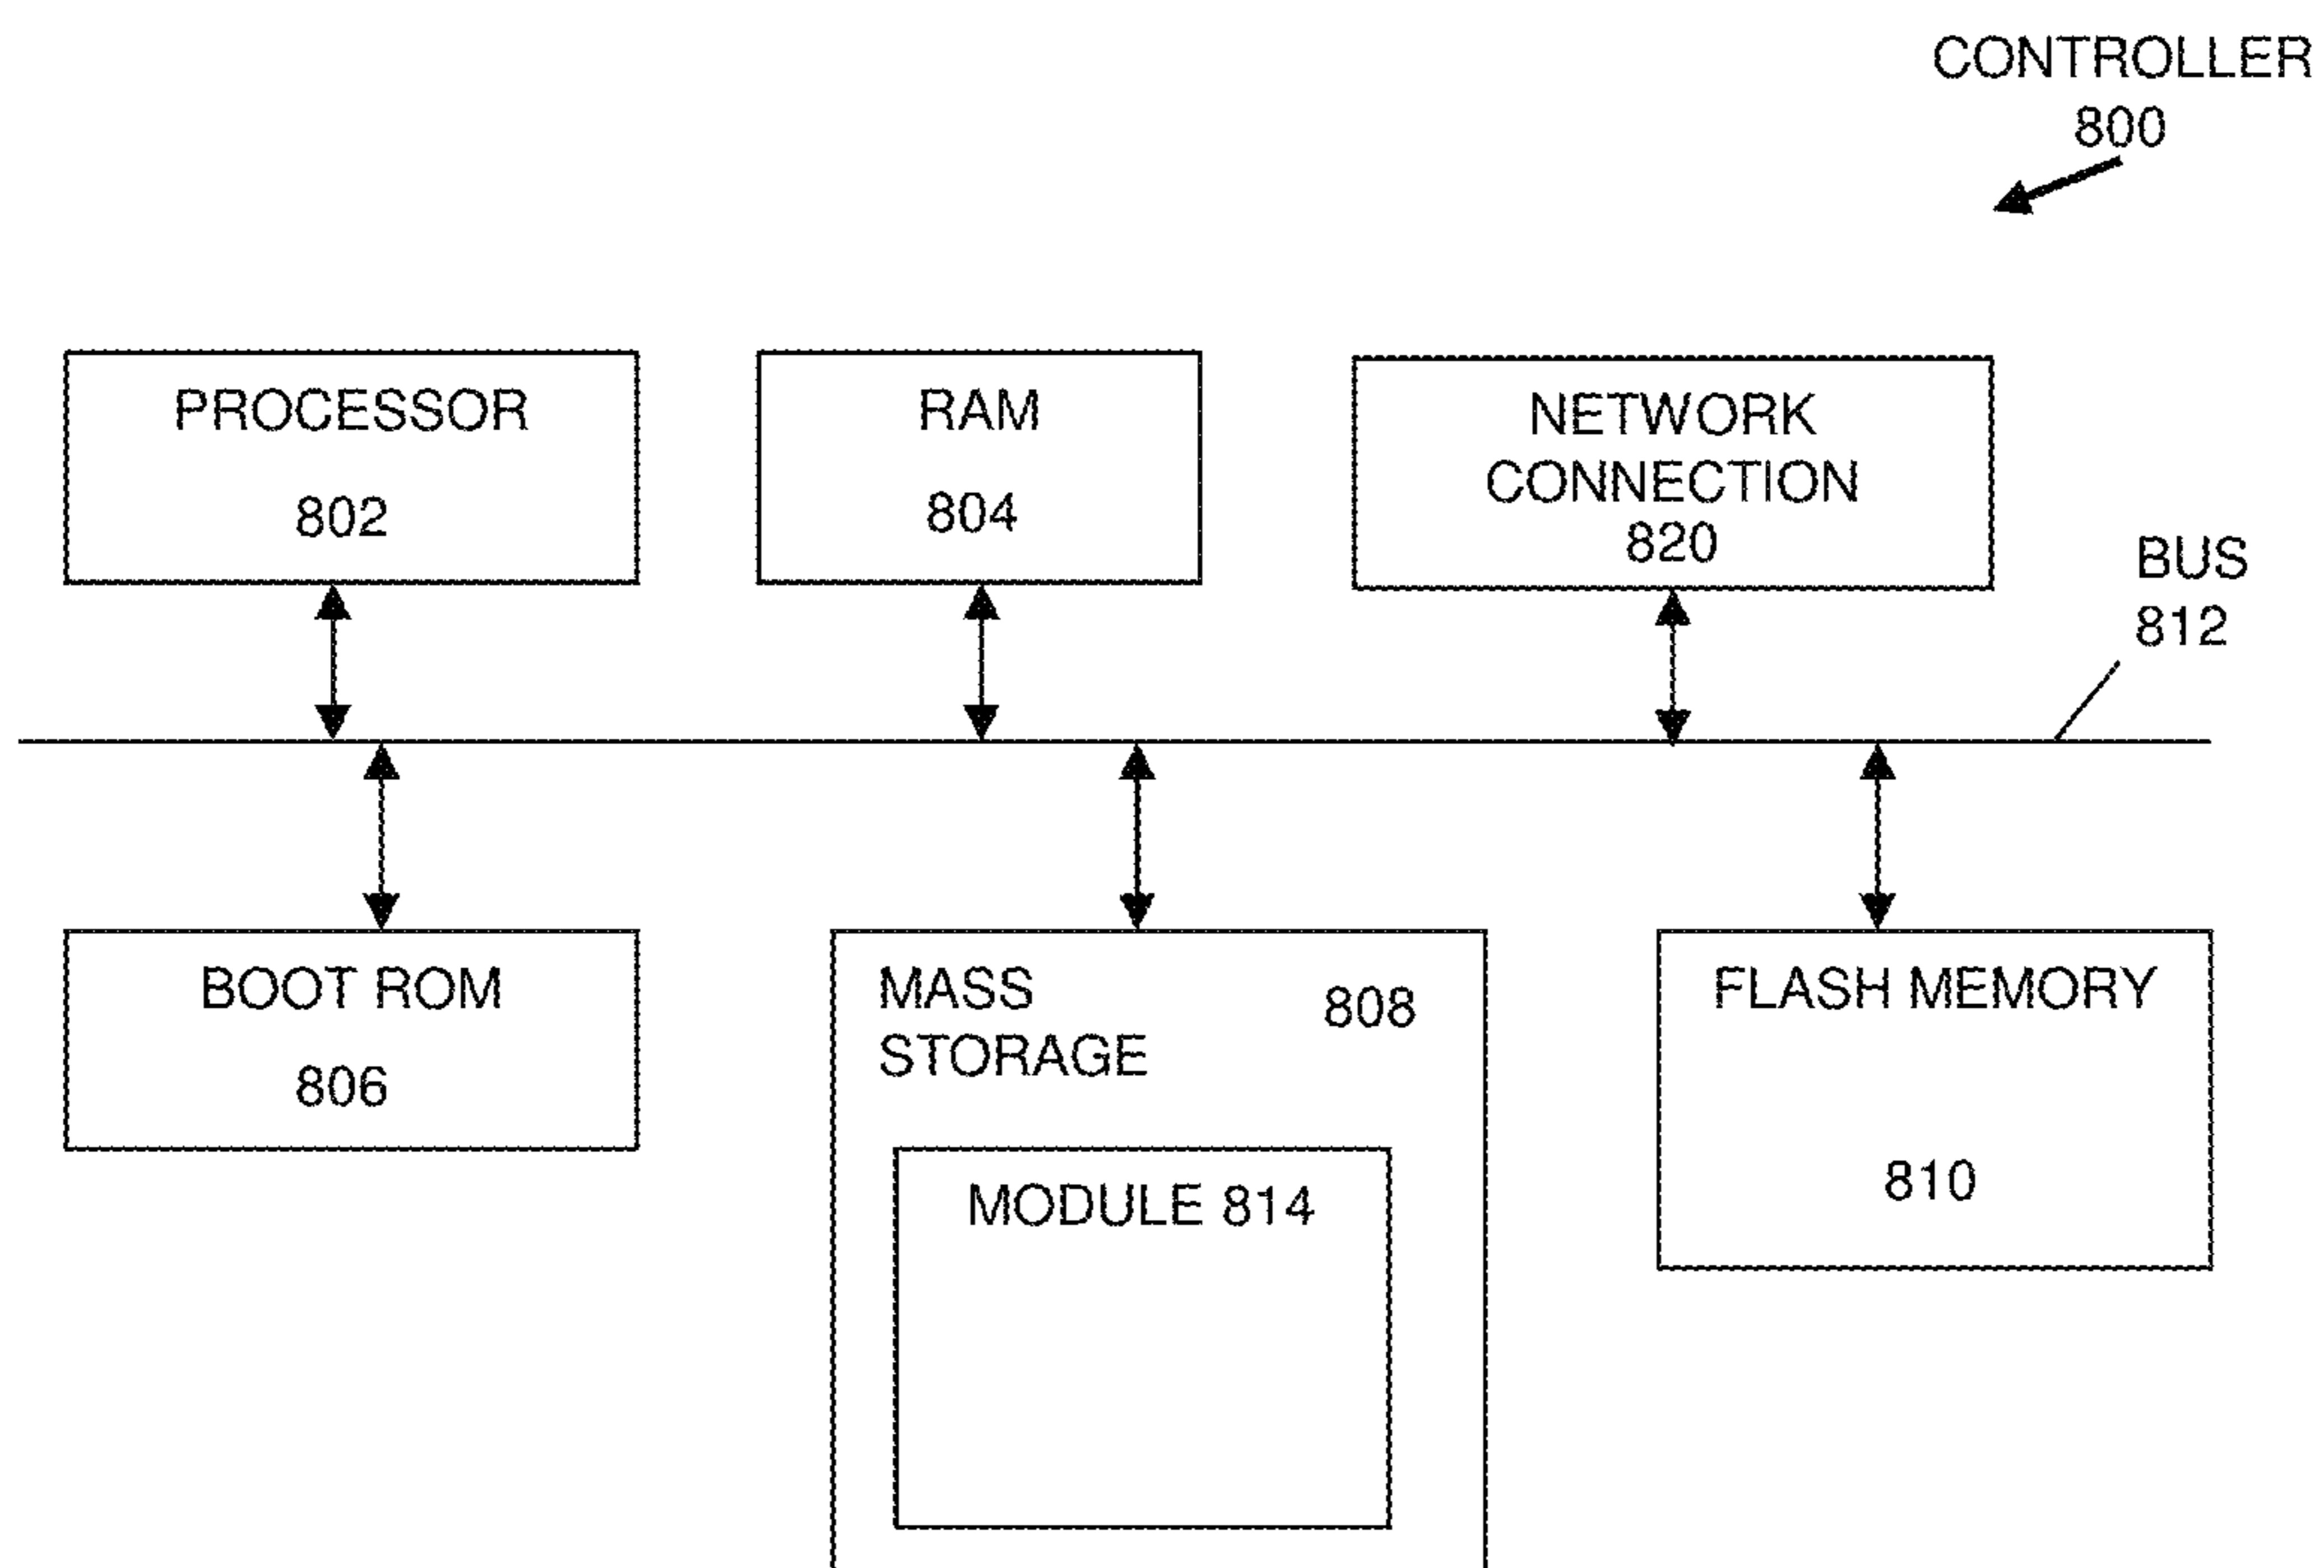 CONTROLLER
800
PROCESSOR
802
RAM
804
NETWORK
CONNECTION
820
BUS
812
BOOT ROM
806
MASS
STORAGE
808
MODULE 814
FLASH MEMORY
810